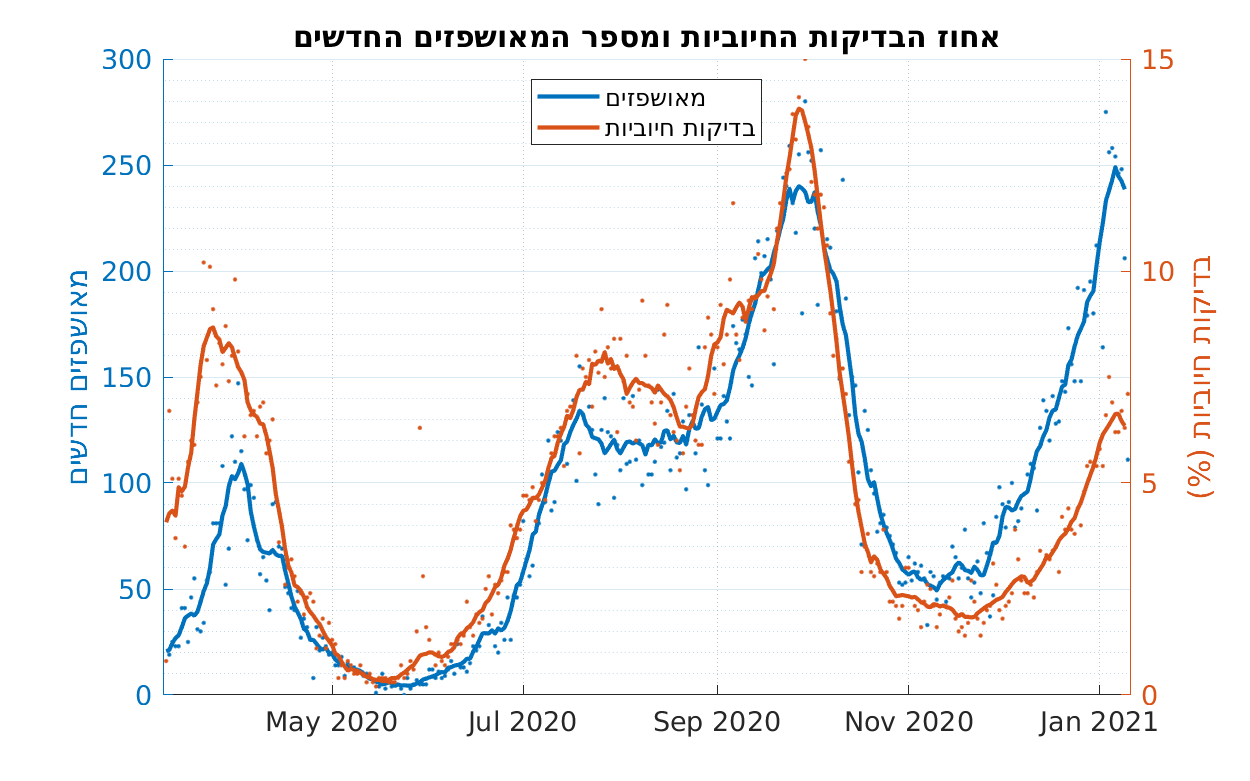 אחוז הבדיקות החיוביות ומספר המאושפזים החדשים
מאושפזים
בדיקות חיוביות
מאושפזים חדשים
300
250
200
150
100
50
0
בדיקות חיוביות (%)
15
10
5
0
May 2020
Jul 2020
Sep 2020
Nov 2020
Jan 2021